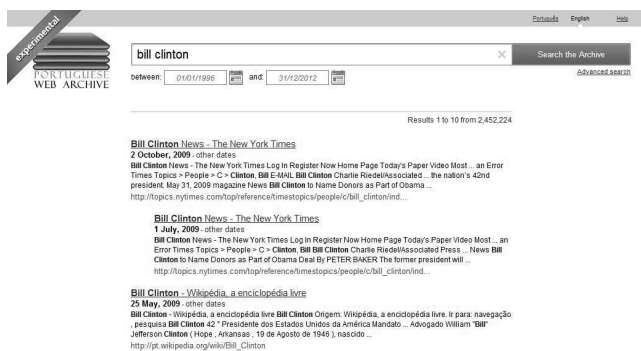 Português English Help
experimental
PORTUGUESE
WEB ARCHIVE
bill clinton × Search the Archive
between: 01/01/1996 and: 31/12/2012 Advanced search
Results 1 to 10 from 2,452,224
Bill Clinton News - The New York Times
2 October, 2009 - other dates
Bill Clinton News - The New York Times Log In Register Now Home Page Today's Paper Video Most ... an Error
Times Topics > People > C > Clinton, Bill E-MAIL Bill Clinton Charlie Riedel/Associated ... the nation's 42nd
president. May 31, 2009 magazine News Bill Clinton to Name Donors as Part of Obama ...
http://topics.nytimes.com/top/reference/timestopics/people/c/bill_clinton/ind...
Bill Clinton News - The New York Times
1 July, 2009 - other dates
Bill Clinton News - The New York Times Log In Register Now Home Page Today's Paper Video Most ... an
Error Times Topics > People > C > Clinton, Bill Bill Clinton Charlie Riedel/Associated Press ... News Bill
Clinton to Name Donors as Part of Obama Deal By PETER BAKER The former president will ...
http://topics.nytimes.com/top/reference/timestopics/people/c/bill_clinton/ind...
Bill Clinton - Wikipédia, a enciclopédia livre
25 May, 2009 - other dates
Bill Clinton - Wikipédia, a enciclopédia livre Bill Clinton Origem: Wikipédia, a enciclopédia livre. Ir para: navegação
, pesquisa Bill Clinton 42 ° Presidente dos Estados Unidos da América Mandato ... Advogado William "Bill"
Jefferson Clinton ( Hope , Arkansas , 19 de Agosto de 1946 ), nascido ...
http://pt.wikipedia.org/wiki/Bill_Clinton